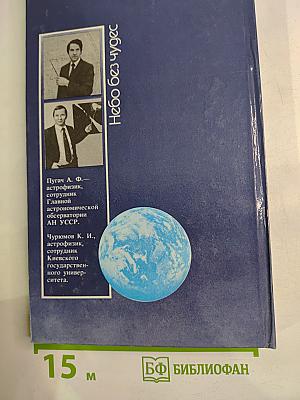 Небо без чудес
Пугач А. Ф.—
астрофизик,
сотрудник
Главной
астрономической
обсерватории
АН УССР.
Чурюмов К. И.,
астрофизик,
сотрудник
Киевского
государствен-
ного универ-
ситета.
15 м
БФ БИБЛИОФАН